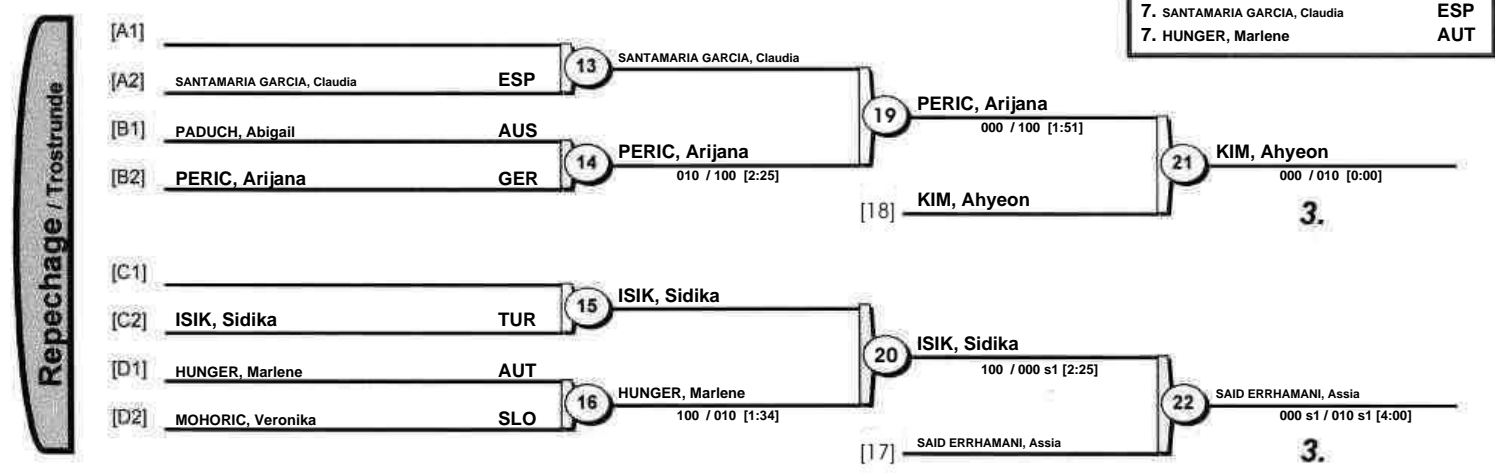 7. SANTAMARIA GARCIA, Claudia ESP
7. HUNGER, Marlene AUT
Repechage / Trostrunde
[A1]
[A2] SANTAMARIA GARCIA, Claudia ESP
13 SANTAMARIA GARCIA, Claudia
[B1] PADUCH, Abigail AUS
[B2] PERIC, Arijana GER
14 PERIC, Arijana
010 / 100 [2:25]
19 PERIC, Arijana
000 / 100 [1:51]
[18] KIM, Ahyeon
21 KIM, Ahyeon
000 / 010 [0:00]
3.
[C1]
[C2] ISIK, Sidika TUR
15 ISIK, Sidika
[D1] HUNGER, Marlene AUT
[D2] MOHORIC, Veronika SLO
16 HUNGER, Marlene
100 / 010 [1:34]
20 ISIK, Sidika
100 / 000 s1 [2:25]
[17] SAID ERRHAMANI, Assia
22 SAID ERRHAMANI, Assia
000 s1 / 010 s1 [4:00]
3.